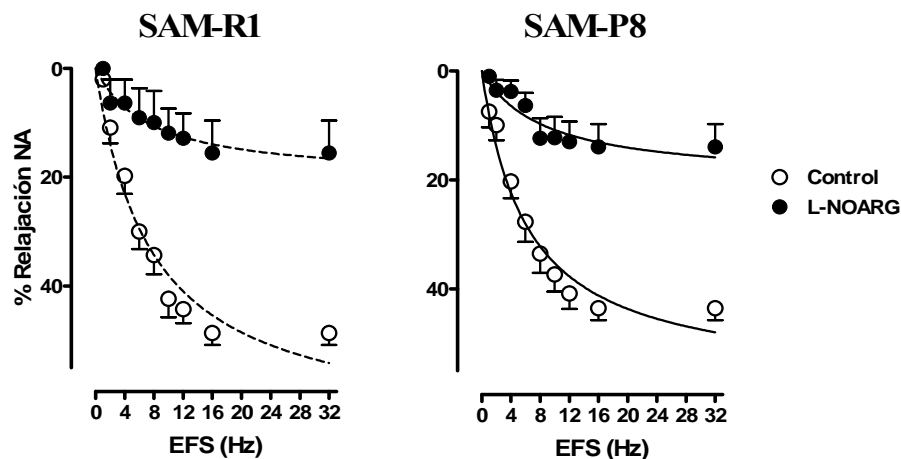 SAM-R1
SAM-P8
% Relajación NA
0
20
40
0 4 8 12 16 20 24 28 32
EFS (Hz)
0
20
40
0 4 8 12 16 20 24 28 32
EFS (Hz)
Control
L-NOARG